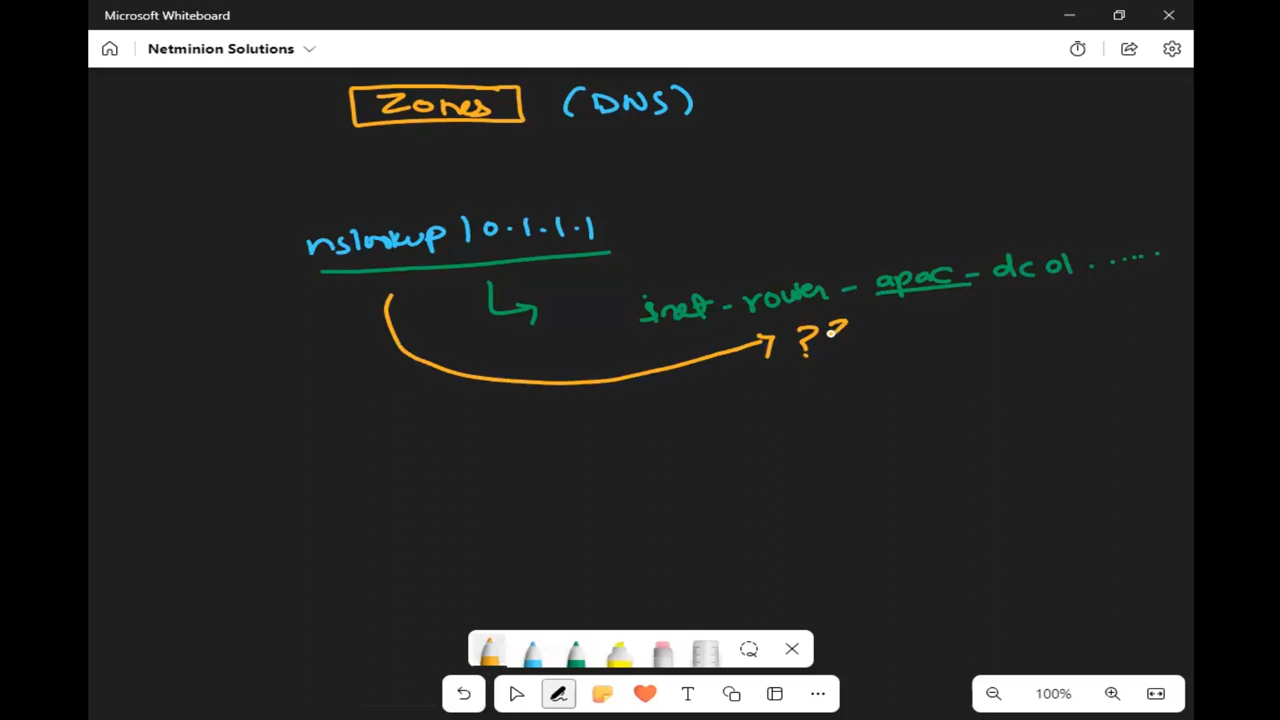 Microsoft Whiteboard
Netminion Solutions
Zones (DNS)
nslookup 10.1.1.1
inet-router-apac-dc01......
??
100%